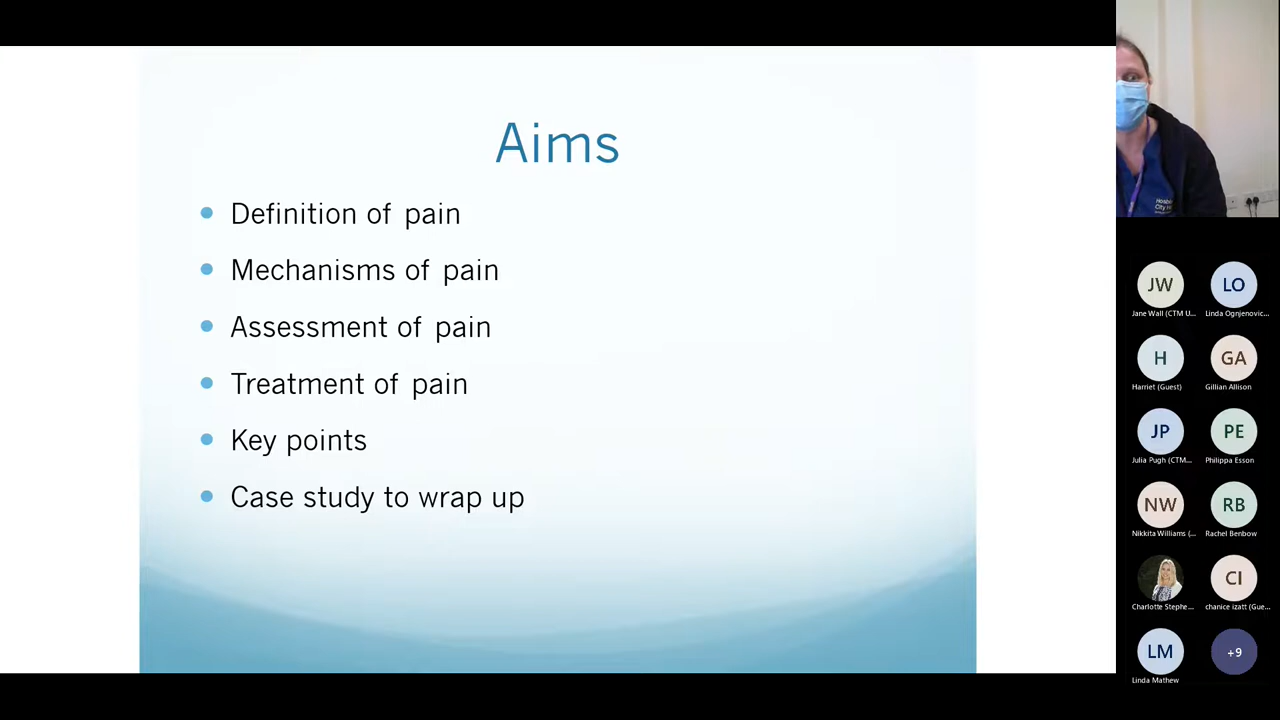 Aims
Definition of pain
Mechanisms of pain
Assessment of pain
Treatment of pain
Key points
Case study to wrap up
JW
LO
Jane Wall (CTM U...
Linda Ognjenovic...
H
GA
Harriet (Guest)
Gillian Allison
JP
PE
Julia Pugh (CTM...
Philippa Esson
NW
RB
Nikkita Williams (...
Rachel Benbow
CI
Charlotte Stephe...
chanice izatt (Gue...
LM
+9
Linda Mathew